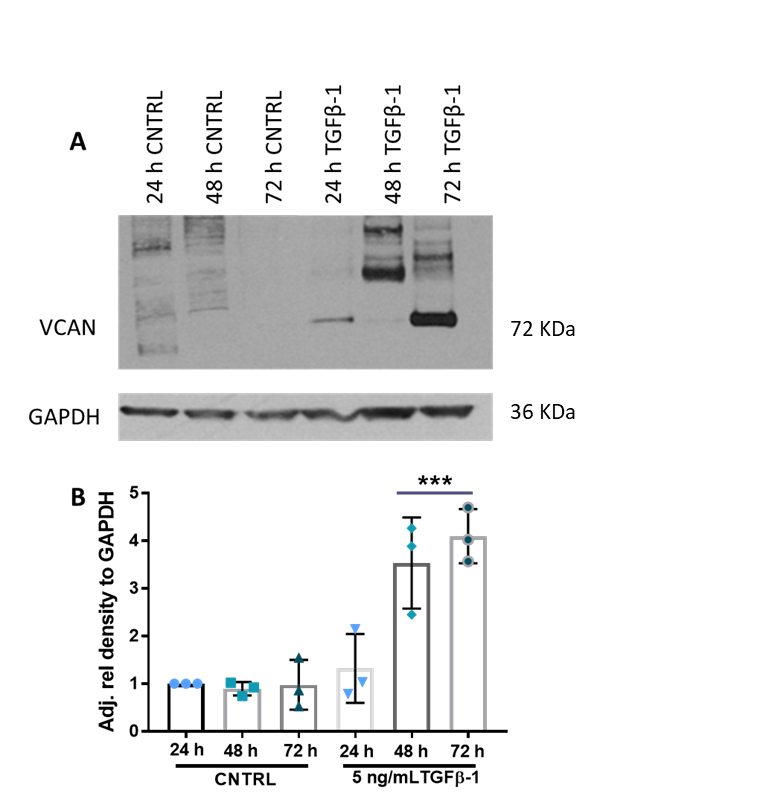 A
24 h CNTRL
48 h CNTRL
72 h CNTRL
24 h TGFβ-1
48 h TGFβ-1
72 h TGFβ-1
VCAN
72 KDa
GAPDH
36 KDa
B
Adj. rel density to GAPDH
5
4
3
2
1
0
***
24 h 48 h 72 h 24 h 48 h 72 h
CNTRL 5 ng/mLTGFβ-1